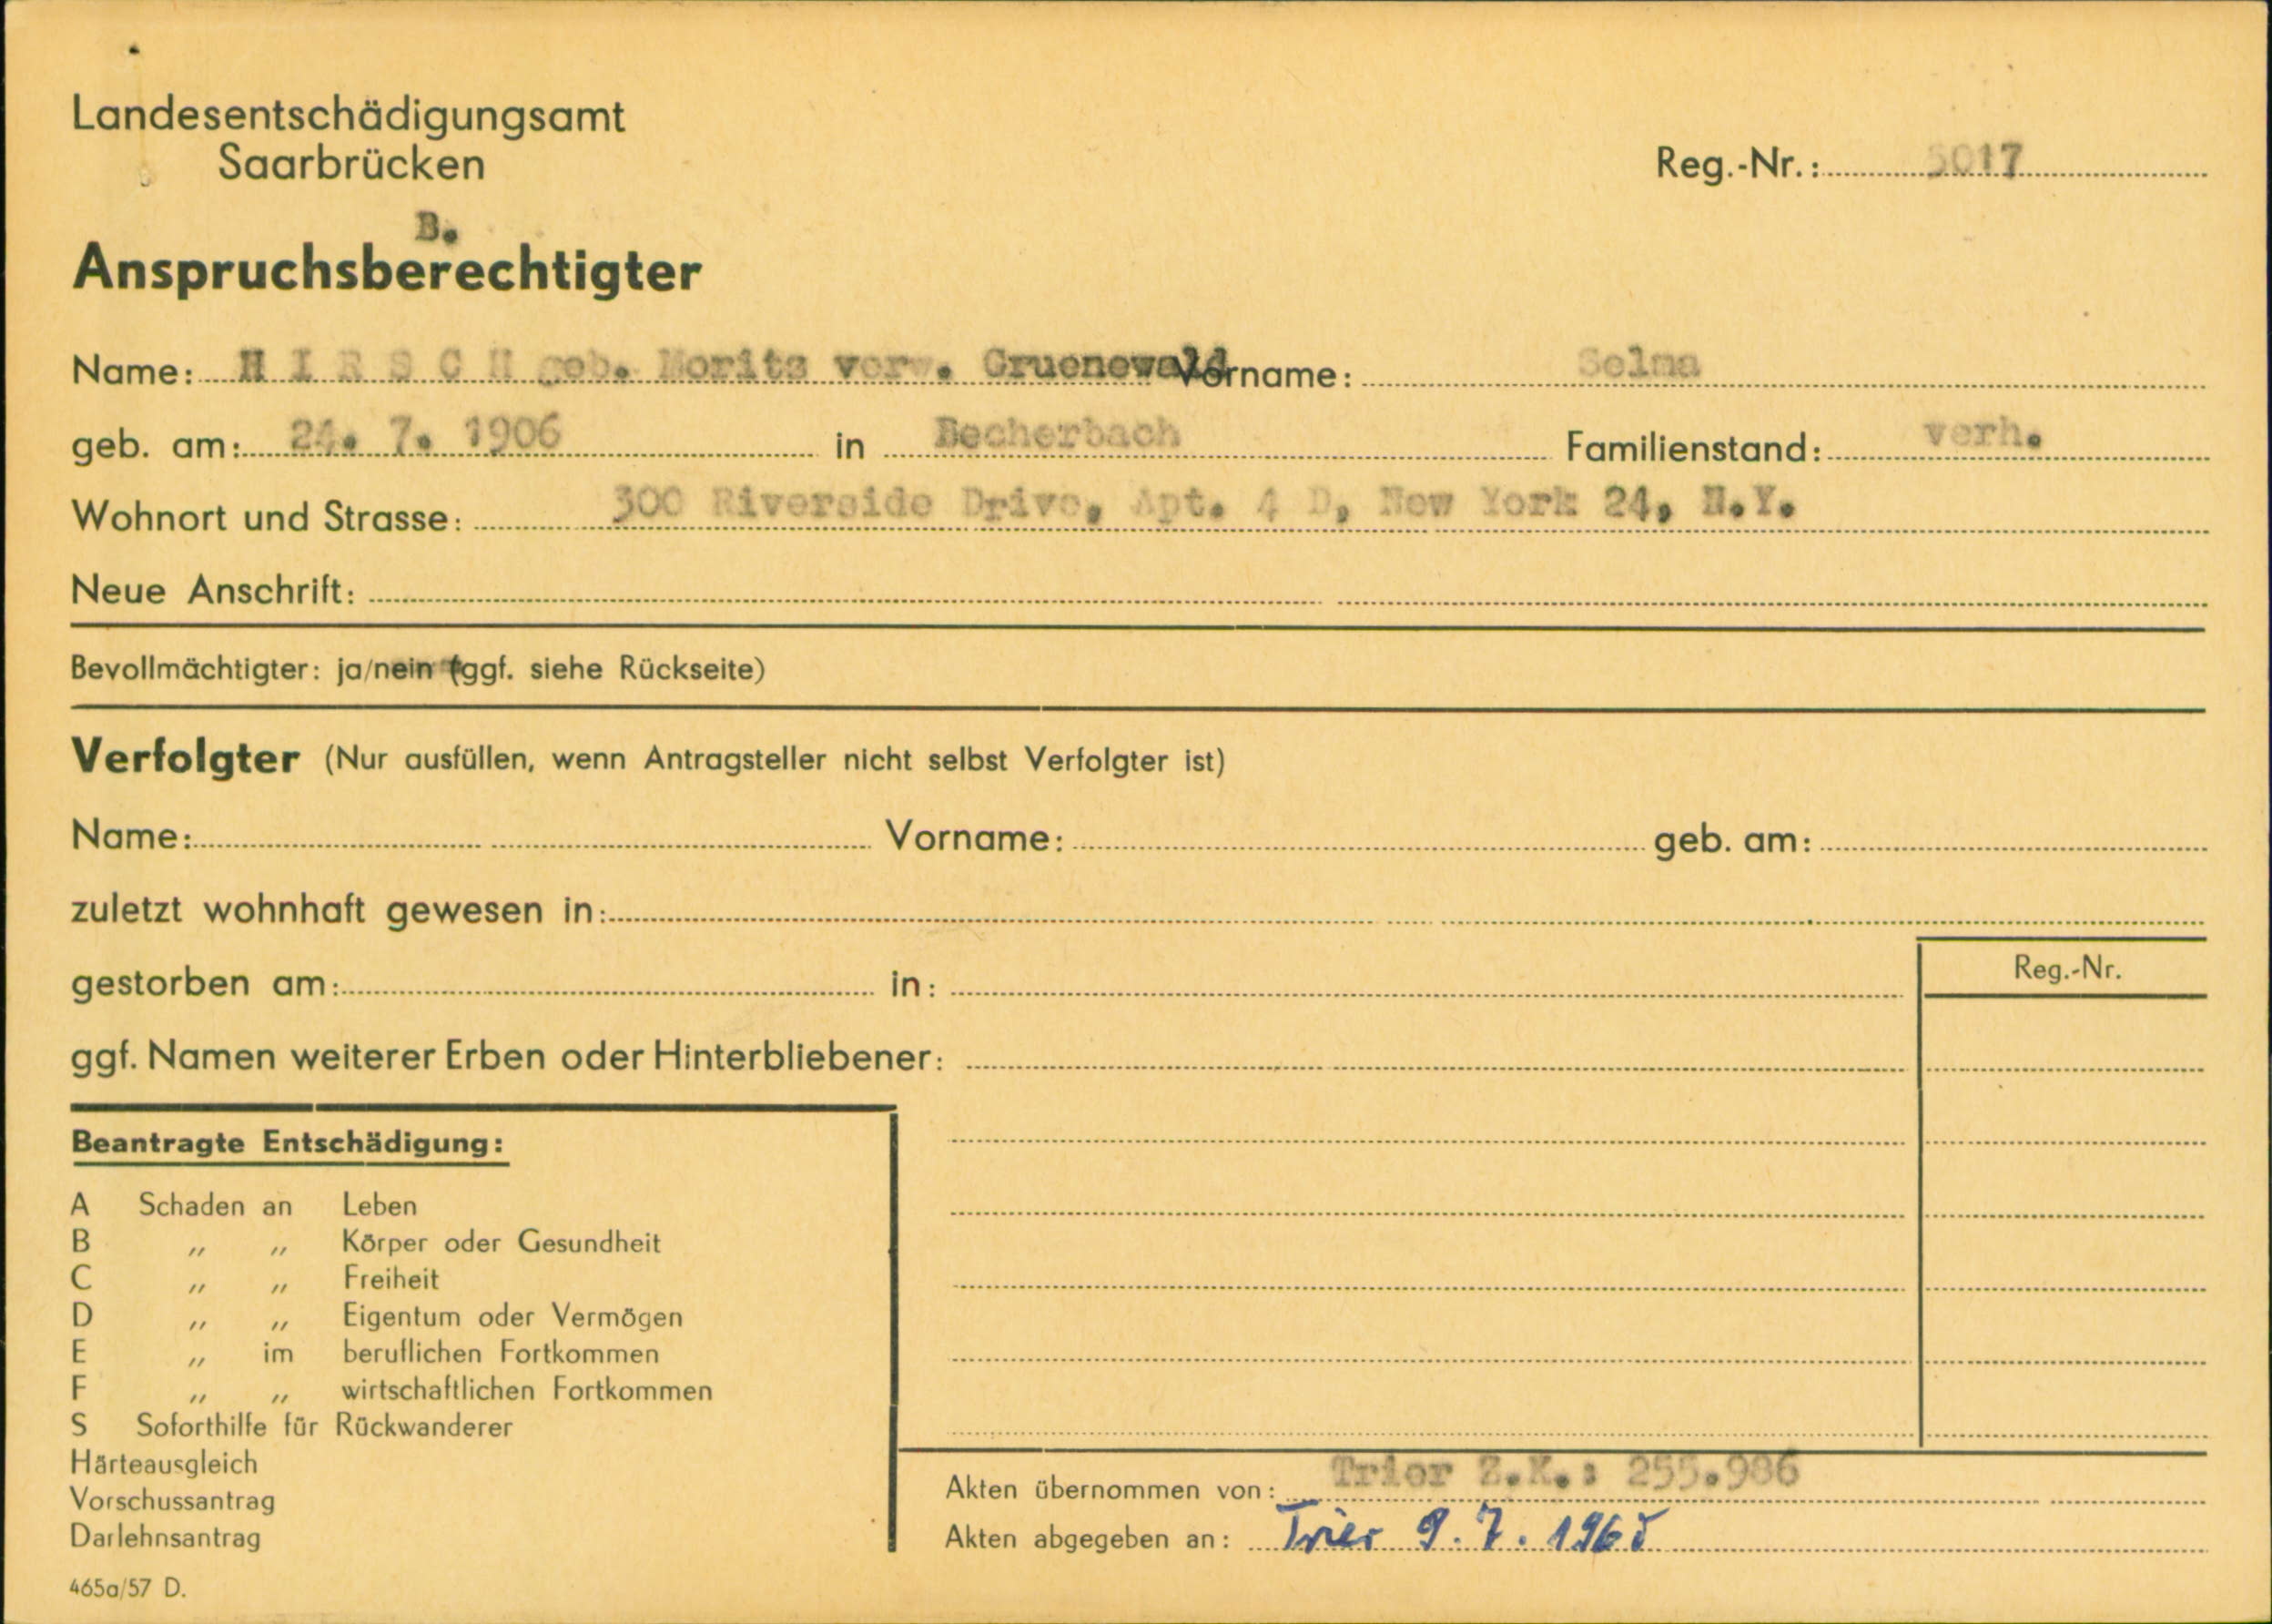 Landesentschädigungsamt
Saarbrücken
Reg.-Nr.: 5017
B.
Anspruchsberechtigter
Name: H I R S C H geb. Moritz verw. Gruenewald Vorname: Selma
geb. am: 24. 7. 1906 in Becherbach Familienstand: verh.
Wohnort und Strasse: 300 Riverside Drive, Apt. 4 D, New York 24, N.Y.
Neue Anschrift:
Bevollmächtigter: ja/nein (ggf. siehe Rückseite)
Verfolgter (Nur ausfüllen, wenn Antragsteller nicht selbst Verfolgter ist)
Name: Vorname: geb. am:
zuletzt wohnhaft gewesen in:
gestorben am: in:
Reg.-Nr.
ggf. Namen weiterer Erben oder Hinterbliebener:
Beantragte Entschädigung:
A Schaden an Leben
B „ „ Körper oder Gesundheit
C „ „ Freiheit
D „ „ Eigentum oder Vermögen
E „ im beruflichen Fortkommen
F „ „ wirtschaftlichen Fortkommen
S Soforthilfe für Rückwanderer
Härteausgleich
Vorschussantrag
Darlehnsantrag
Akten übernommen von: Trier Z.K.: 255.986
Akten abgegeben an: Trier 9.7.1965
465a/57 D.